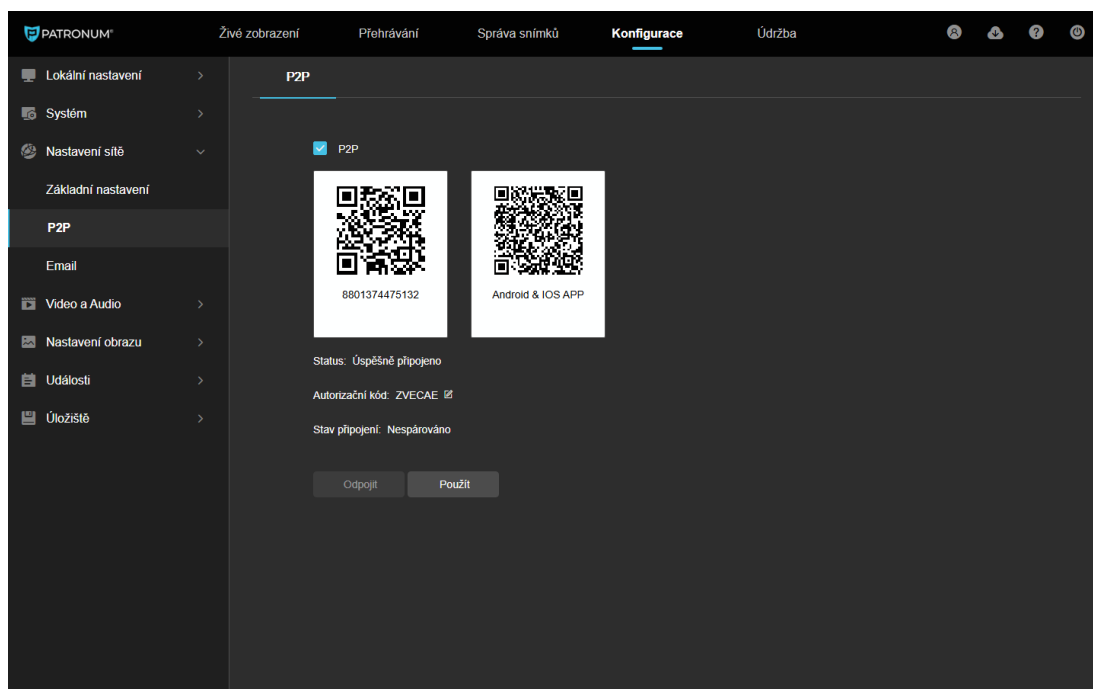 PATRONUM®
Živé zobrazení
Přehrávání
Správa snímků
Konfigurace
Údržba
Lokální nastavení
Systém
Nastavení sítě
Základní nastavení
P2P
Email
Video a Audio
Nastavení obrazu
Události
Úložiště
P2P
P2P
8801374475132
Android & IOS APP
Status: Úspěšně připojeno
Autorizační kód: ZVECAE
Stav připojení: Nespárováno
Odpojit
Použít